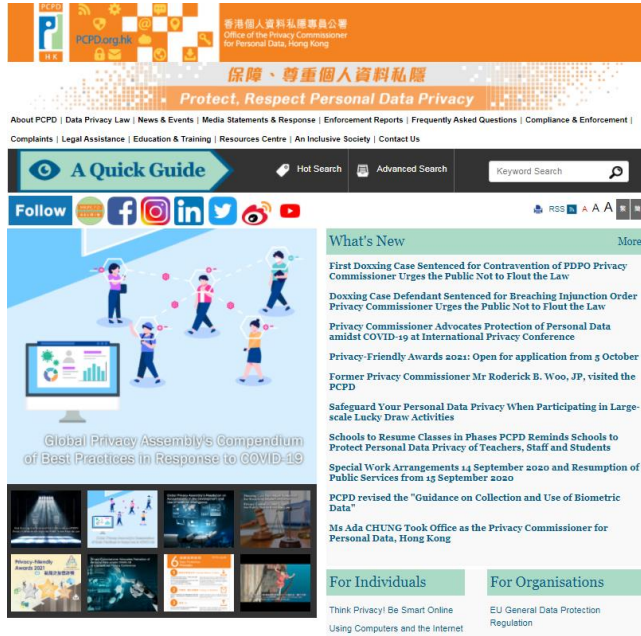 PCPD
H K
PCPD.org.hk
香港個人資料私隱專員公署
Office of the Privacy Commissioner
for Personal Data, Hong Kong
保障、尊重個人資料私隱
Protect, Respect Personal Data Privacy
About PCPD | Data Privacy Law | News & Events | Media Statements & Response | Enforcement Reports | Frequently Asked Questions | Compliance & Enforcement |
Complaints | Legal Assistance | Education & Training | Resources Centre | An Inclusive Society | Contact Us
A Quick Guide
Hot Search
Advanced Search
Keyword Search
Follow
RSS
A A A
繁 簡
Global Privacy Assembly's Compendium
of Best Practices in Response to COVID-19
Privacy-Friendly
Awards 2021
What's New
More
First Doxxing Case Sentenced for Contravention of PDPO Privacy
Commissioner Urges the Public Not to Flout the Law
Doxxing Case Defendant Sentenced for Breaching Injunction Order
Privacy Commissioner Urges the Public Not to Flout the Law
Privacy Commissioner Advocates Protection of Personal Data
amidst COVID-19 at International Privacy Conference
Privacy-Friendly Awards 2021: Open for application from 5 October
Former Privacy Commissioner Mr Roderick B. Woo, JP, visited the
PCPD
Safeguard Your Personal Data Privacy When Participating in Large-
scale Lucky Draw Activities
Schools to Resume Classes in Phases PCPD Reminds Schools to
Protect Personal Data Privacy of Teachers, Staff and Students
Special Work Arrangements 14 September 2020 and Resumption of
Public Services from 15 September 2020
PCPD revised the "Guidance on Collection and Use of Biometric
Data"
Ms Ada CHUNG Took Office as the Privacy Commissioner for
Personal Data, Hong Kong
For Individuals
Think Privacy! Be Smart Online
Using Computers and the Internet
For Organisations
EU General Data Protection
Regulation